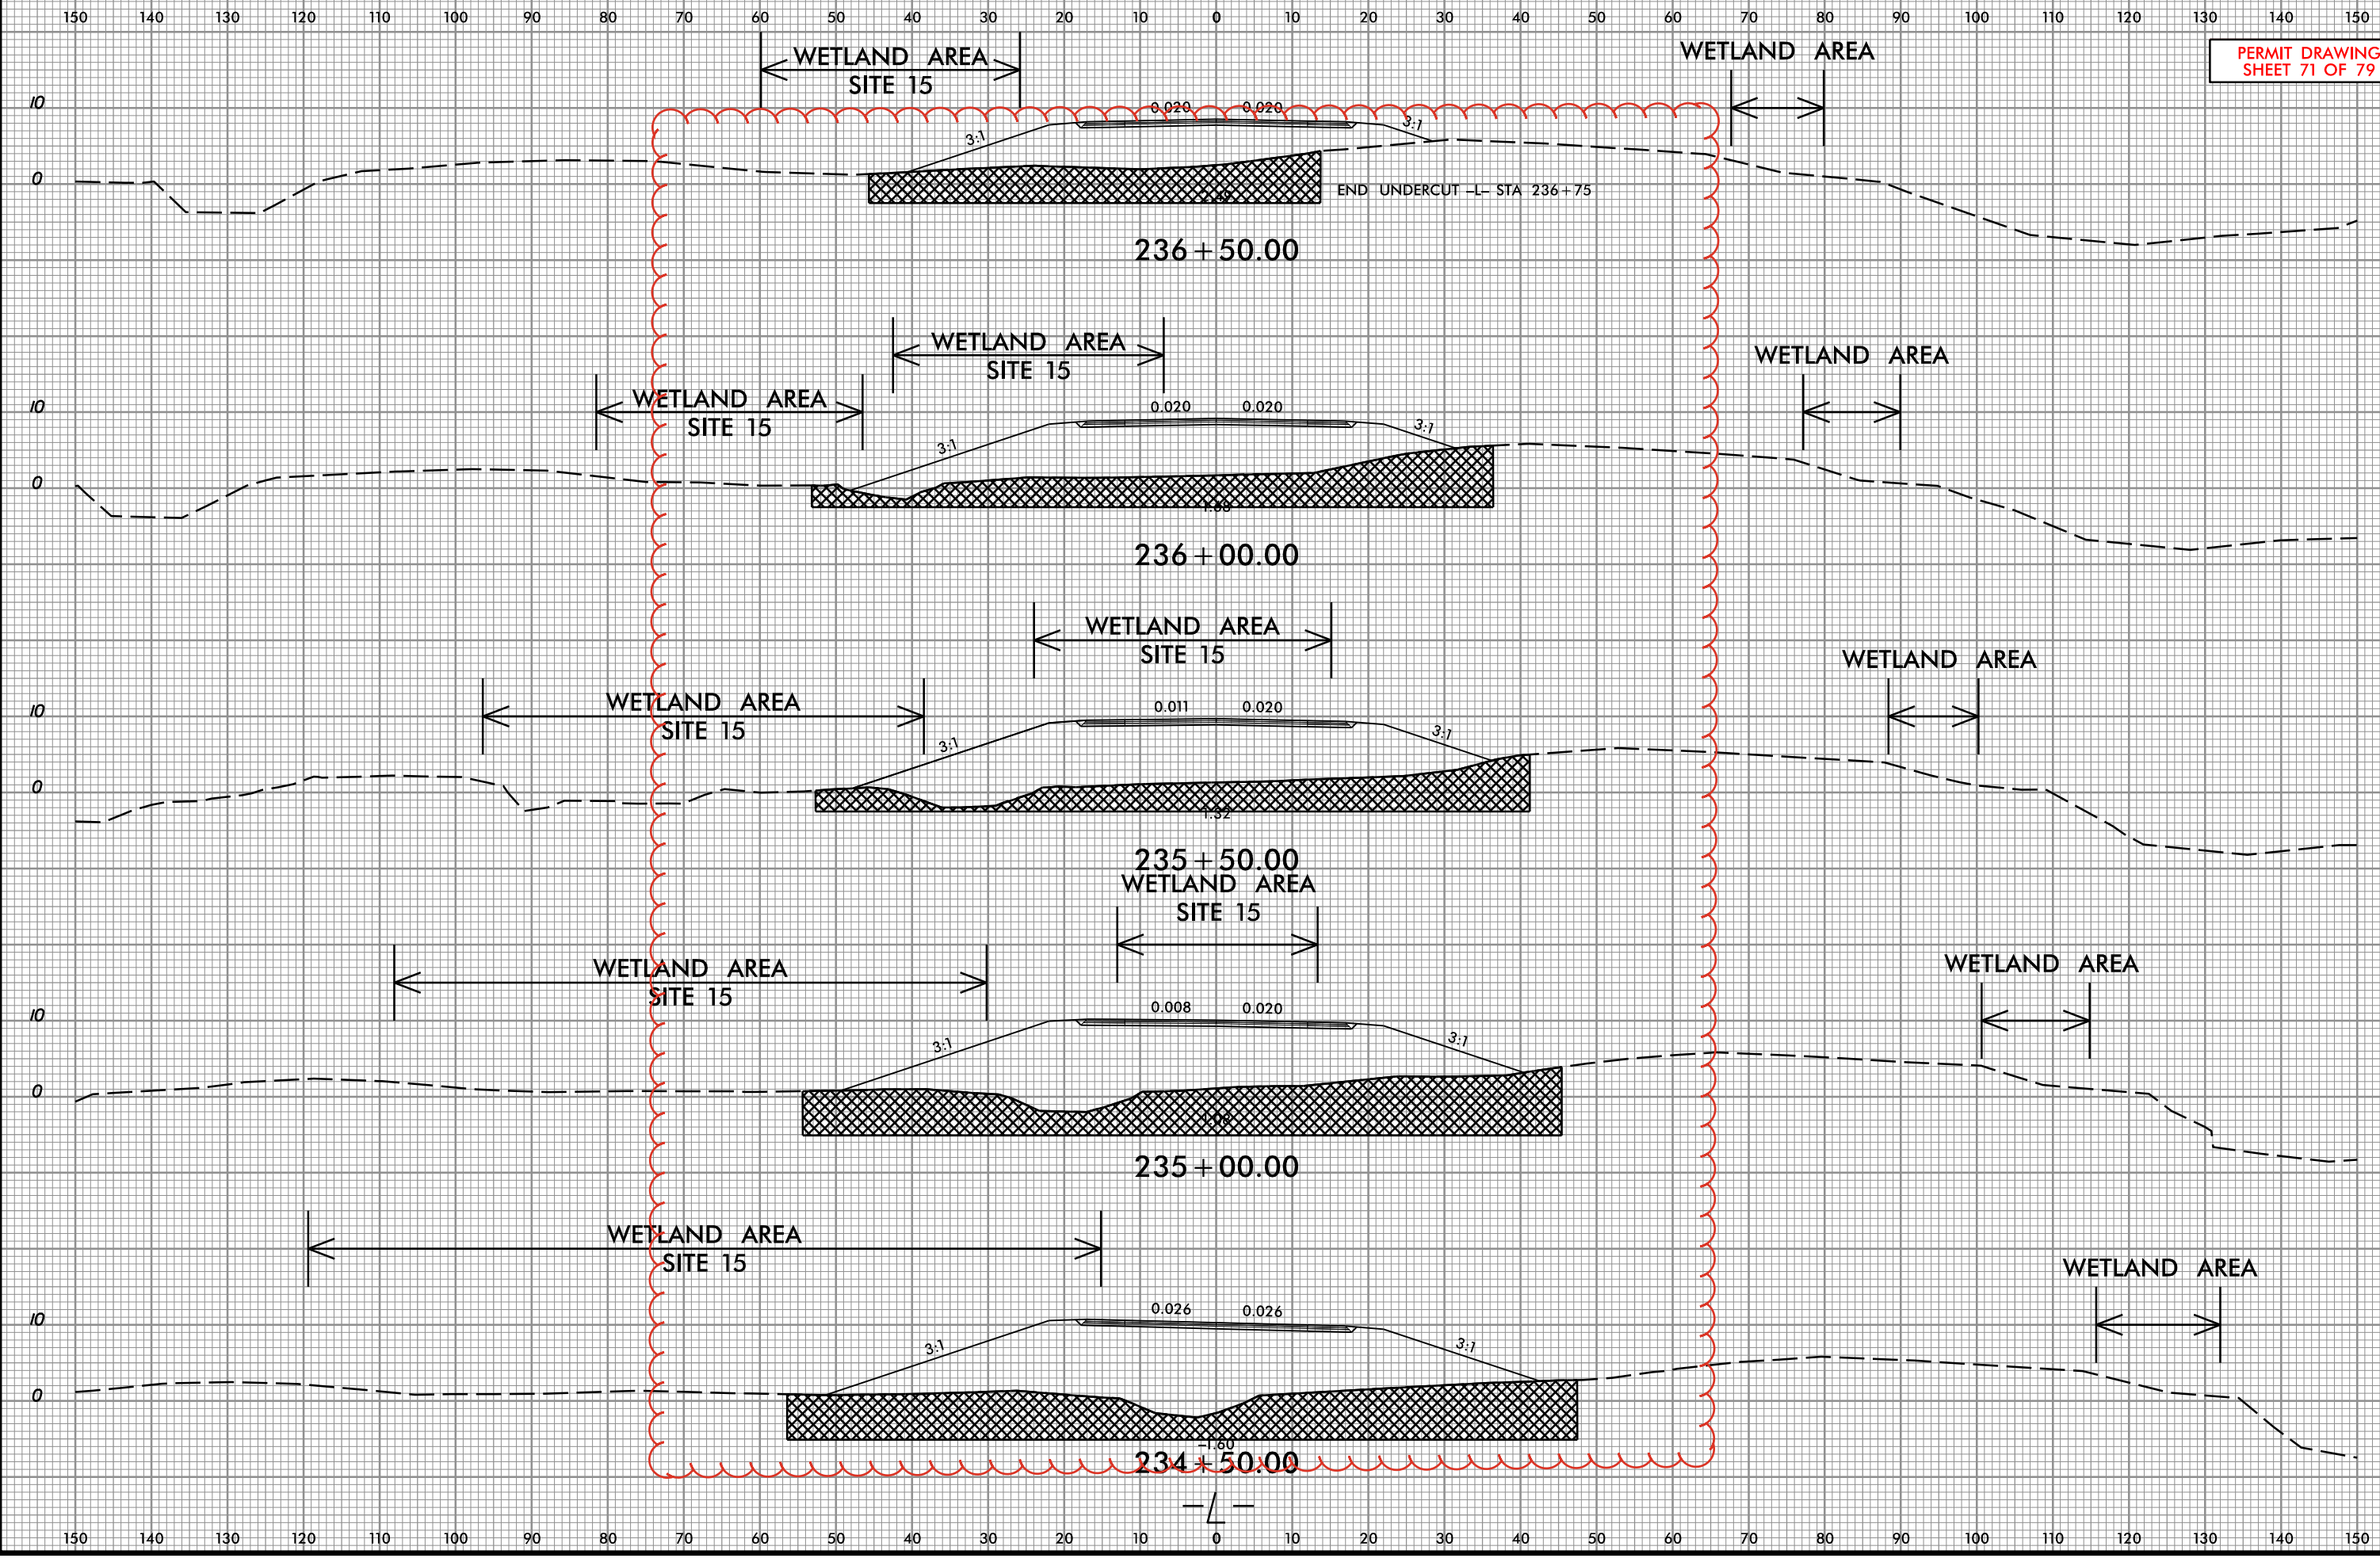 150 140 130 120 110 100 90 80 70 60 50 40 30 20 10 0 10 20 30 40 50 60 70 80 90 100 110 120 130 140 150
PERMIT DRAWING
SHEET 71 OF 79
WETLAND AREA
SITE 15
WETLAND AREA
10
0.020 0.020
3:1
3:1
0
END UNDERCUT -L- STA 236+75
236+50.00
WETLAND AREA
SITE 15
WETLAND AREA
WETLAND AREA
SITE 15
10
0.020 0.020
3:1
3:1
0
236+00.00
WETLAND AREA
SITE 15
WETLAND AREA
WETLAND AREA
SITE 15
10
0.011 0.020
3:1
3:1
0
1.32
235+50.00
WETLAND AREA
SITE 15
WETLAND AREA
SITE 15
WETLAND AREA
10
0.008 0.020
3:1
3:1
0
235+00.00
WETLAND AREA
SITE 15
WETLAND AREA
10
0.026 0.026
3:1
3:1
0
-1.60
234+50.00
-L-
150 140 130 120 110 100 90 80 70 60 50 40 30 20 10 0 10 20 30 40 50 60 70 80 90 100 110 120 130 140 150